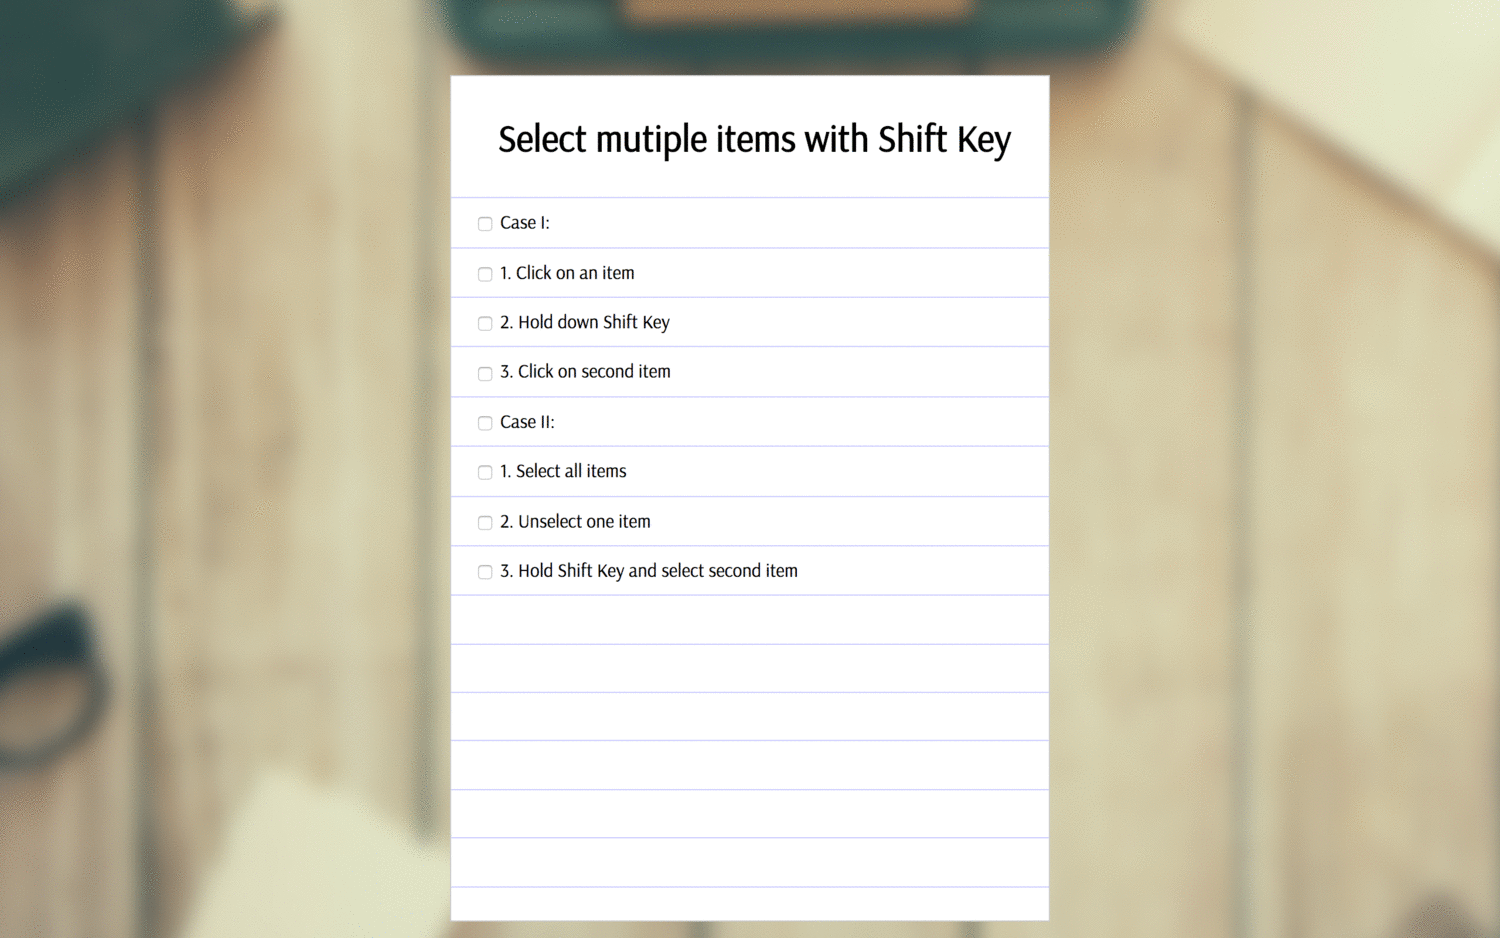 Select mutiple items with Shift Key
Case I:
1. Click on an item
2. Hold down Shift Key
3. Click on second item
Case II:
1. Select all items
2. Unselect one item
3. Hold Shift Key and select second item